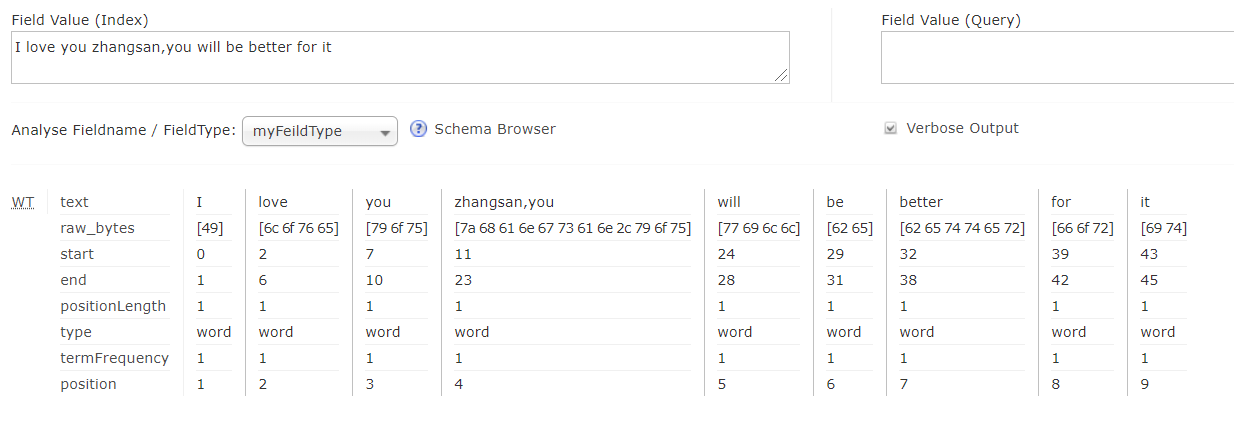 Field Value (Index) Field Value (Query)
I love you zhangsan,you will be better for it
Analyse Fieldname / FieldType: myFeildType ? Schema Browser Verbose Output
WT text I love you zhangsan,you will be better for it
raw_bytes [49] [6c 6f 76 65] [79 6f 75] [7a 68 61 6e 67 73 61 6e 2c 79 6f 75] [77 69 6c 6c] [62 65] [62 65 74 74 65 72] [66 6f 72] [69 74]
start 0 2 7 11 24 29 32 39 43
end 1 6 10 23 28 31 38 42 45
positionLength 1 1 1 1 1 1 1 1 1
type word word word word word word word word word
termFrequency 1 1 1 1 1 1 1 1 1
position 1 2 3 4 5 6 7 8 9